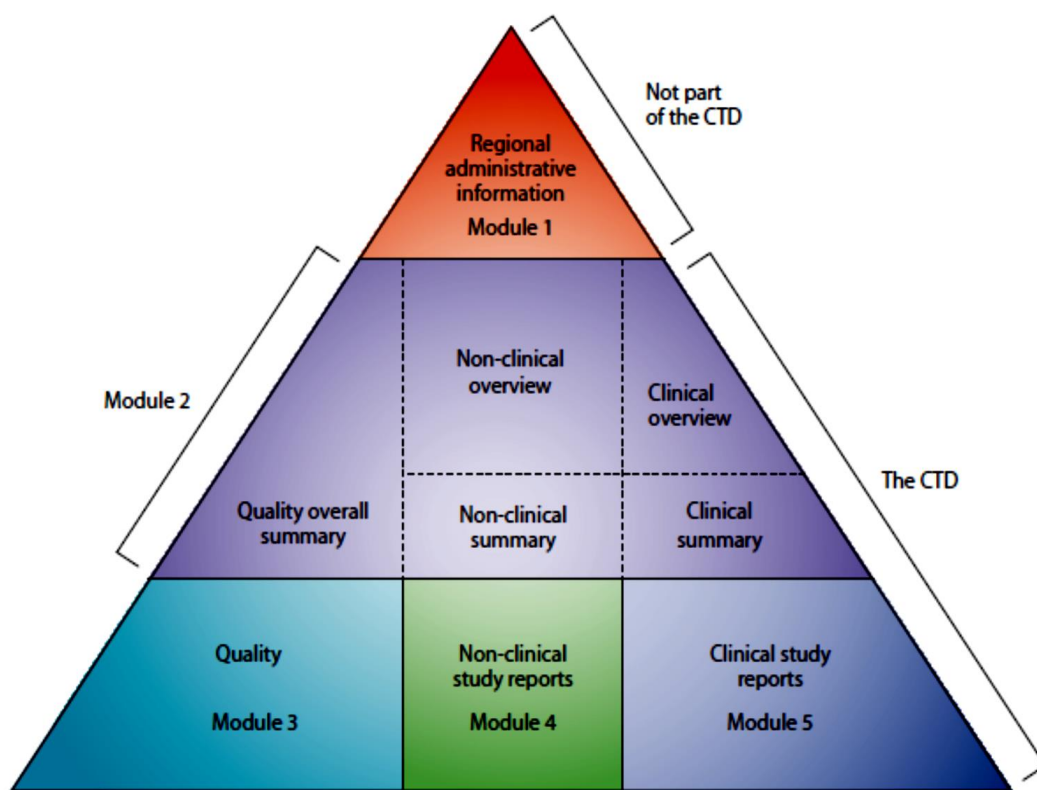 Not part
of the CTD
Regional
administrative
information
Module 1
Module 2
Non-clinical
overview
Clinical
overview
The CTD
Quality overall
summary
Non-clinical
summary
Clinical
summary
Quality
Module 3
Non-clinical
study reports
Module 4
Clinical study
reports
Module 5